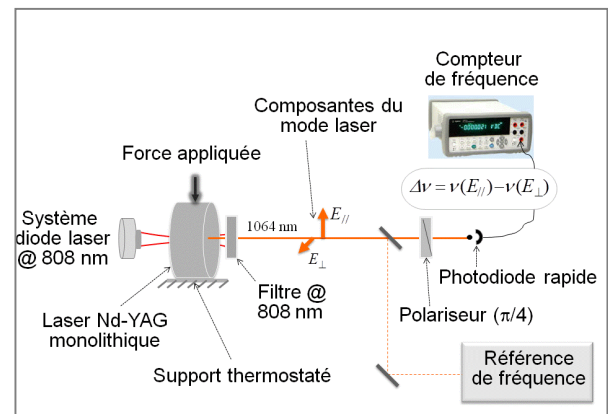 Compteur
de fréquence
Composantes du
mode laser
Force appliquée
Δν = ν(E//)−ν(E⊥)
Système
diode laser
@ 808 nm
1064 nm
E//
E⊥
Photodiode rapide
Filtre @
808 nm
Polariseur (π/4)
Laser Nd-YAG
monolithique
Support thermostaté
Référence
de fréquence